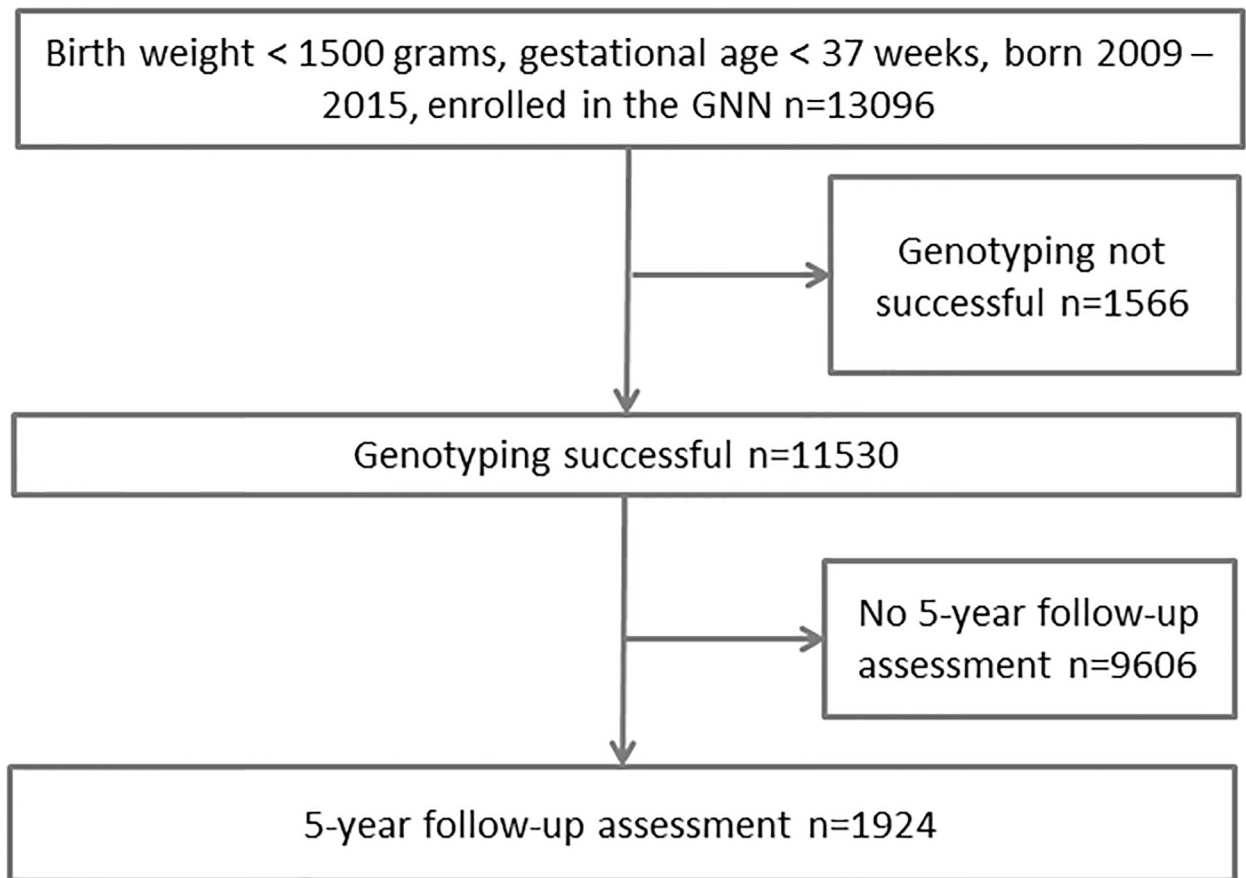 Birth weight < 1500 grams, gestational age < 37 weeks, born 2009 –
2015, enrolled in the GNN n=13096
Genotyping not
successful n=1566
Genotyping successful n=11530
No 5-year follow-up
assessment n=9606
5-year follow-up assessment n=1924